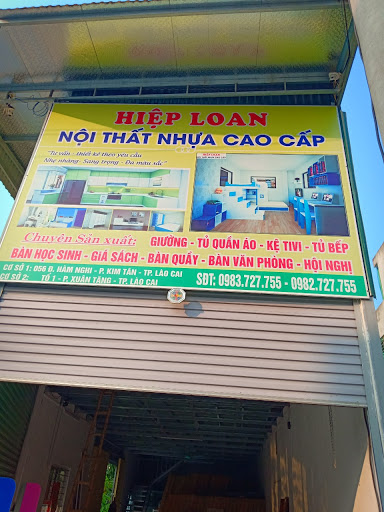 HIỆP LOAN
NỘI THẤT NHỰA CAO CẤP
"Tư vấn - thiết kế theo yêu cầu
Nhẹ nhàng - Sang trọng - Đa màu sắc"
Chuyên Sản xuất: GIƯỜNG - TỦ QUẦN ÁO - KỆ TIVI - TỦ BẾP
BÀN HỌC SINH - GIÁ SÁCH - BÀN QUẦY - BÀN VĂN PHÒNG - HỘI NGHỊ
CƠ SỞ 1: 056 Đ. HÀM NGHI - P. KIM TÂN - TP. LÀO CAI
CƠ SỞ 2: TỔ 1 - P. XUÂN TĂNG - TP. LÀO CAI
SĐT: 0983.727.755 - 0982.727.755